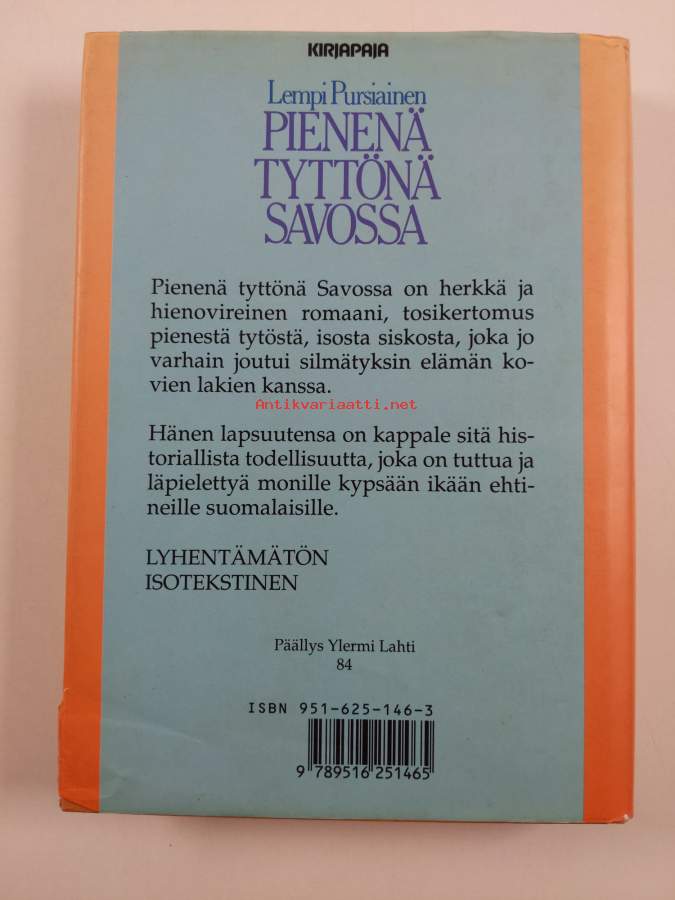 KIRJAPAJA
Lempi Pursiainen
PIENENÄ
TYTTÖNÄ
SAVOSSA
Pienenä tyttönä Savossa on herkkä ja
hienovireinen romaani, tosikertomus
pienestä tytöstä, isosta siskosta, joka jo
varhain joutui silmätyksin elämän ko-
vien lakien kanssa.
Antikvariaatti.net
Hänen lapsuutensa on kappale sitä his-
toriallista todellisuutta, joka on tuttua ja
läpielettyä monille kypsään ikään ehti-
neille suomalaisille.
LYHENTÄMÄTÖN
ISOTEKSTINEN
Päällys Ylermi Lahti
84
ISBN 951-625-146-3
9 789516 251465